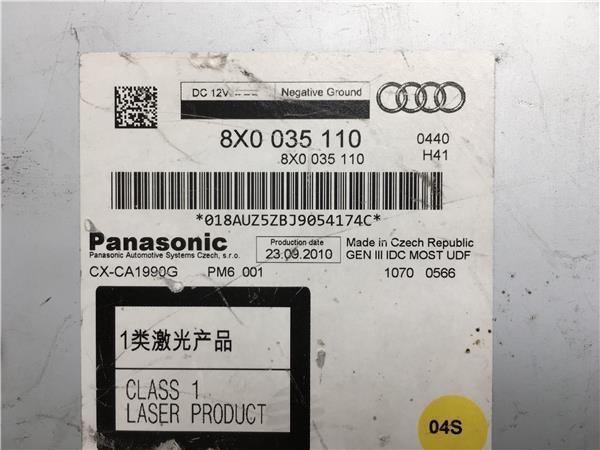 DC 12V Negative Ground
8X0 035 110
0440
8X0 035 110
H41
*018AUZ5ZBJ9054174C*
Panasonic
Panasonic Automotive Systems Czech, s.r.o.
Production date
23.09.2010
Made in Czech Republic
GEN III IDC MOST UDF
CX-CA1990G PM6 001
1070 0566
1类激光产品
CLASS 1
LASER PRODUCT
04S